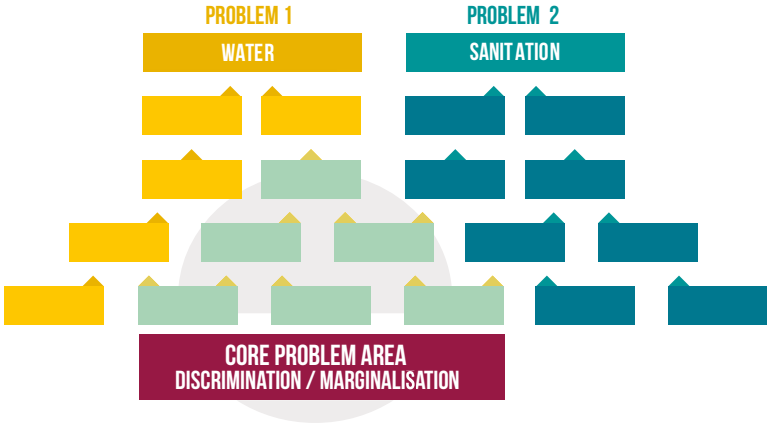 PROBLEM 1
PROBLEM 2
WATER
SANITATION
CORE PROBLEM AREA
DISCRIMINATION / MARGINALISATION